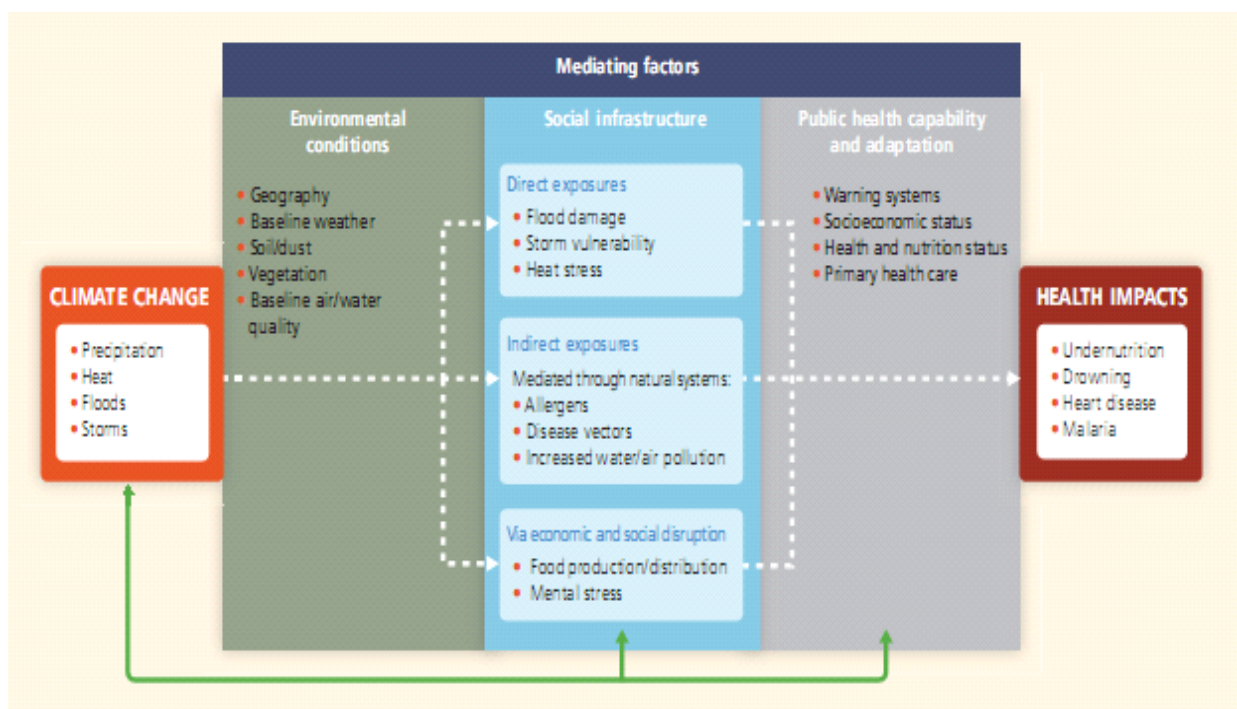 Mediating factors
Environmental
conditions
• Geography
• Baseline weather
• Soil/dust
• Vegetation
• Baseline air/water
quality
Social infrastructure
Direct exposures
• Flood damage
• Storm vulnerability
• Heat stress
Indirect exposures
Mediated through natural systems:
• Allergens
• Disease vectors
• Increased water/air pollution
Via economic and social disruption
• Food production/distribution
• Mental stress
Public health capability
and adaptation
• Warning systems
• Socioeconomic status
• Health and nutrition status
• Primary health care
CLIMATE CHANGE
• Precipitation
• Heat
• Floods
• Storms
HEALTH IMPACTS
• Undernutrition
• Drowning
• Heart disease
• Malaria